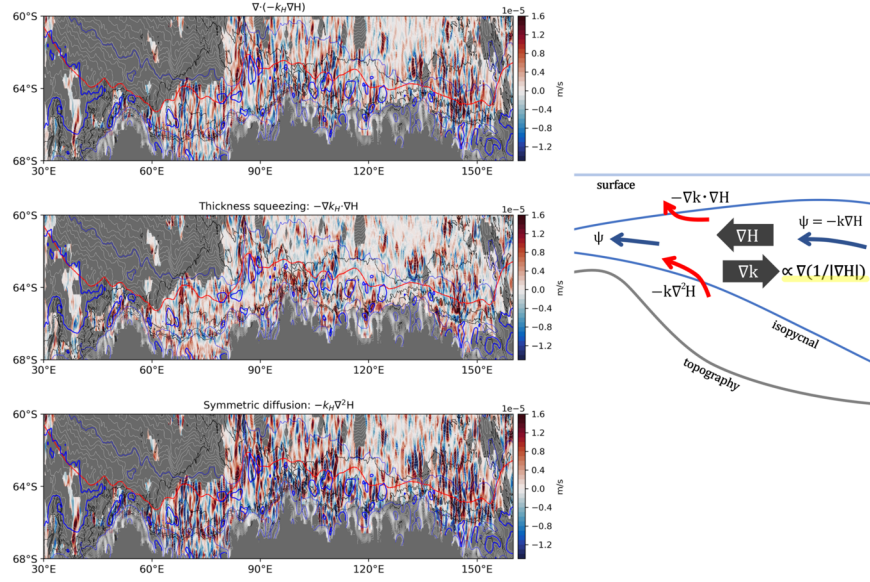 ∇·(−k_H∇H)
60°S
64°S
68°S
30°E 60°E 90°E 120°E 150°E
1e−5
1.6
1.2
0.8
0.4
0.0
−0.4
−0.8
−1.2
m/s
Thickness squeezing: −∇k_H·∇H
60°S
64°S
68°S
30°E 60°E 90°E 120°E 150°E
1e−5
1.6
1.2
0.8
0.4
0.0
−0.4
−0.8
−1.2
m/s
Symmetric diffusion: −k_H∇²H
60°S
64°S
68°S
30°E 60°E 90°E 120°E 150°E
1e−5
1.6
1.2
0.8
0.4
0.0
−0.4
−0.8
−1.2
m/s
surface
−∇k·∇H
ψ
∇H
ψ = −k∇H
−k∇²H
∇k
∝ ∇(1/|∇H|)
isopycnal
topography